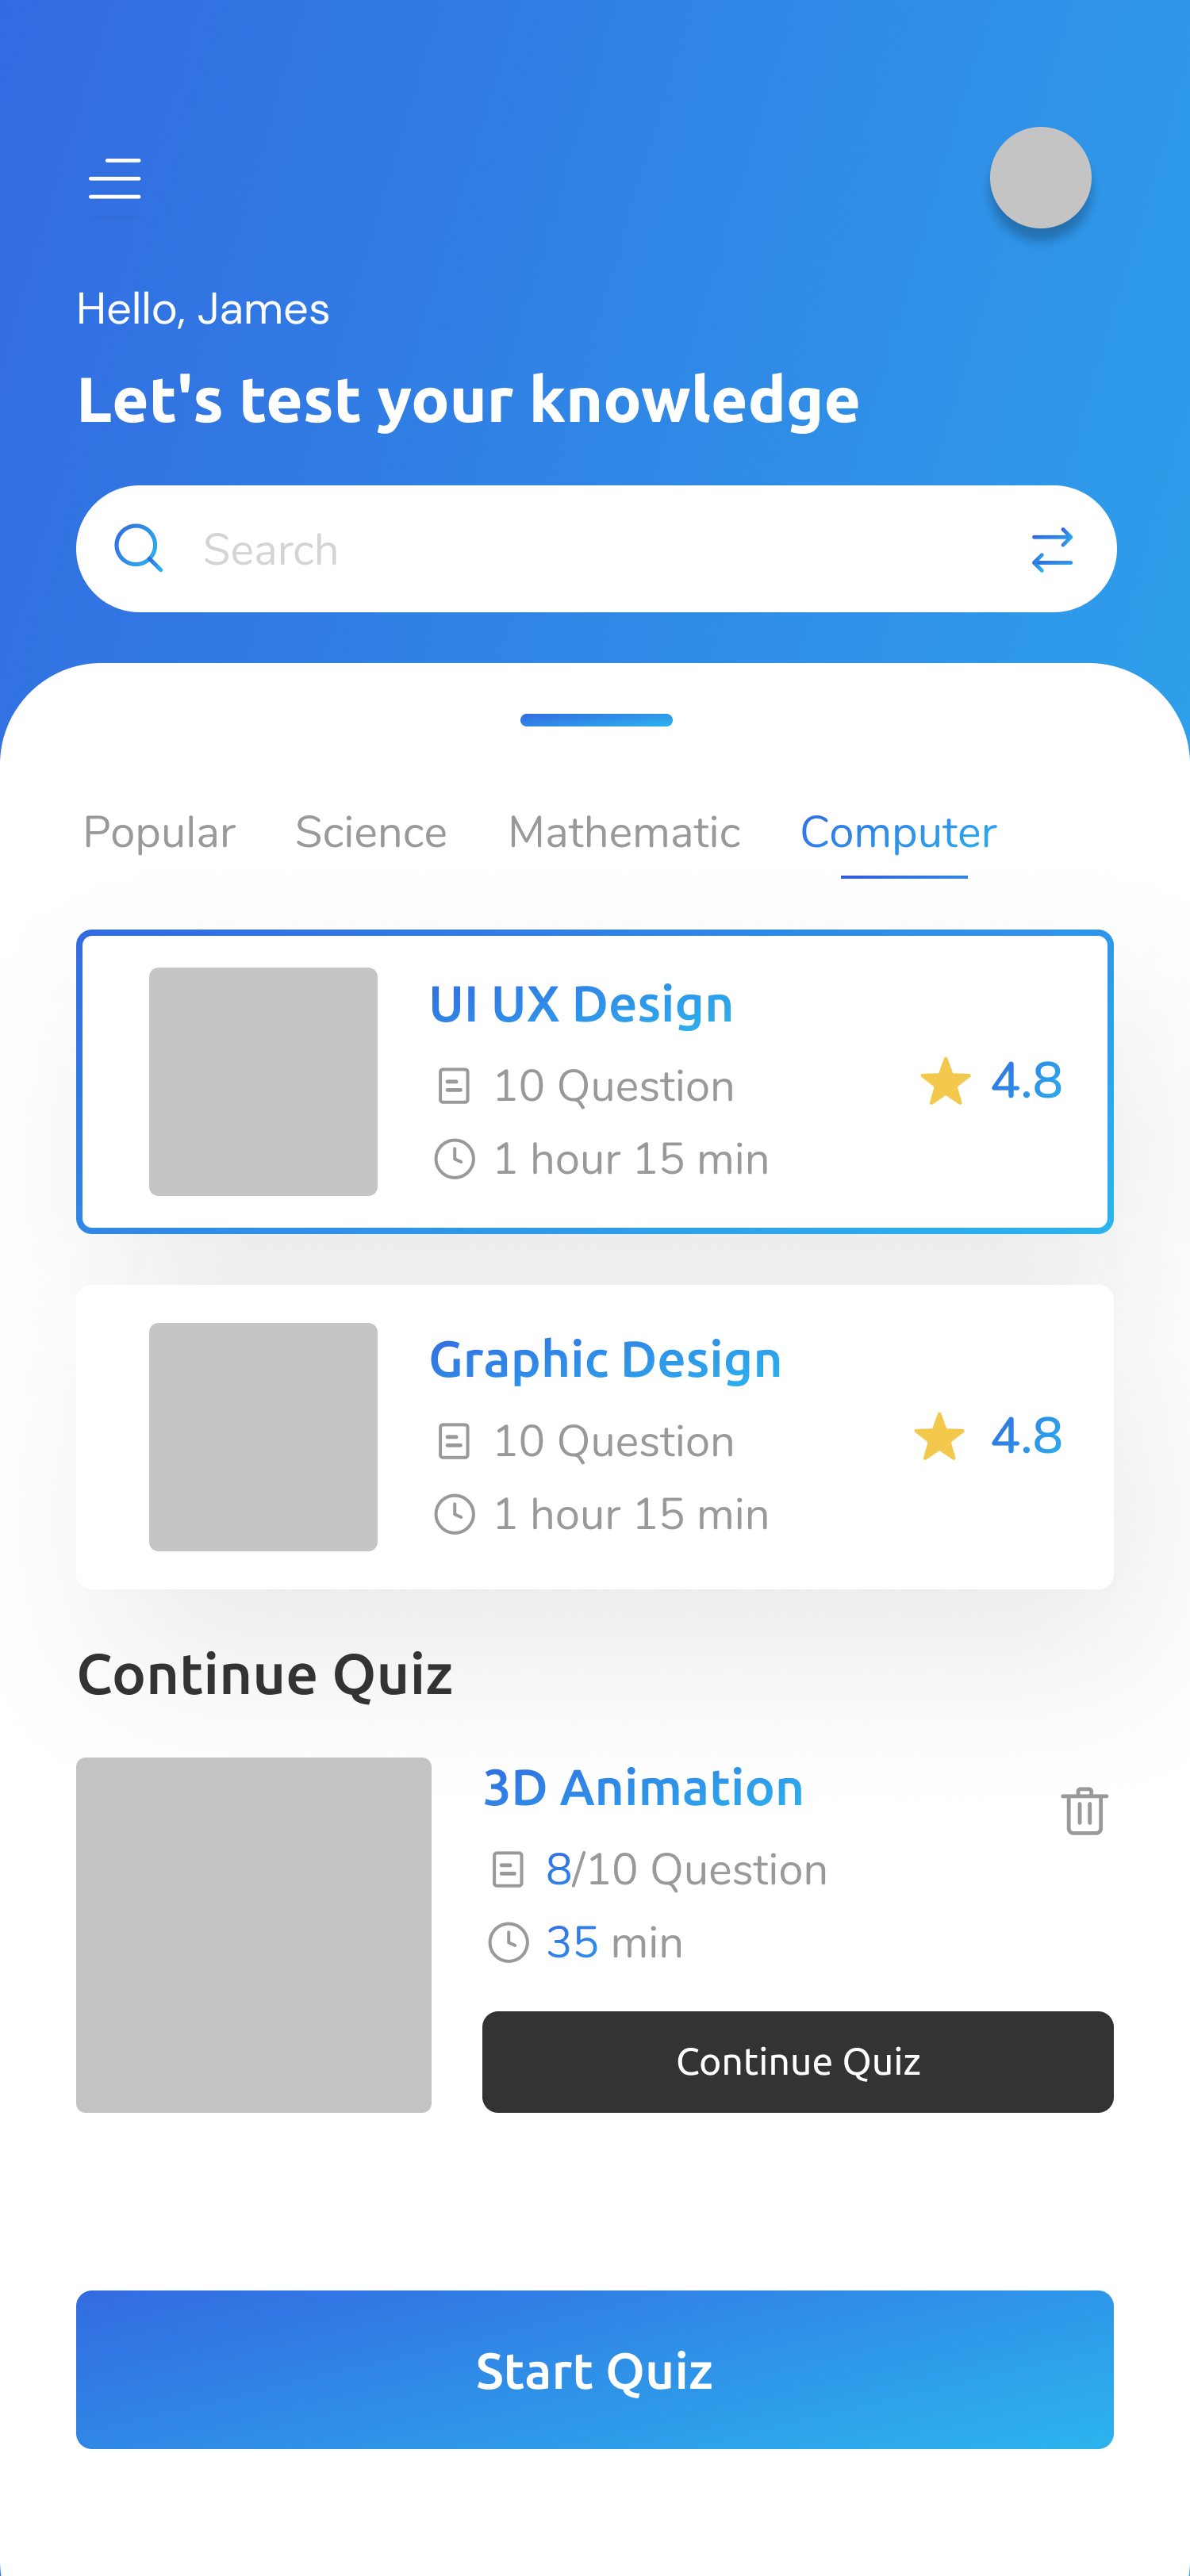 Hello, James
Let's test your knowledge
Search
Popular Science Mathematic Computer
UI UX Design
10 Question
4.8
1 hour 15 min
Graphic Design
10 Question
4.8
1 hour 15 min
Continue Quiz
3D Animation
8/10 Question
35 min
Continue Quiz
Start Quiz